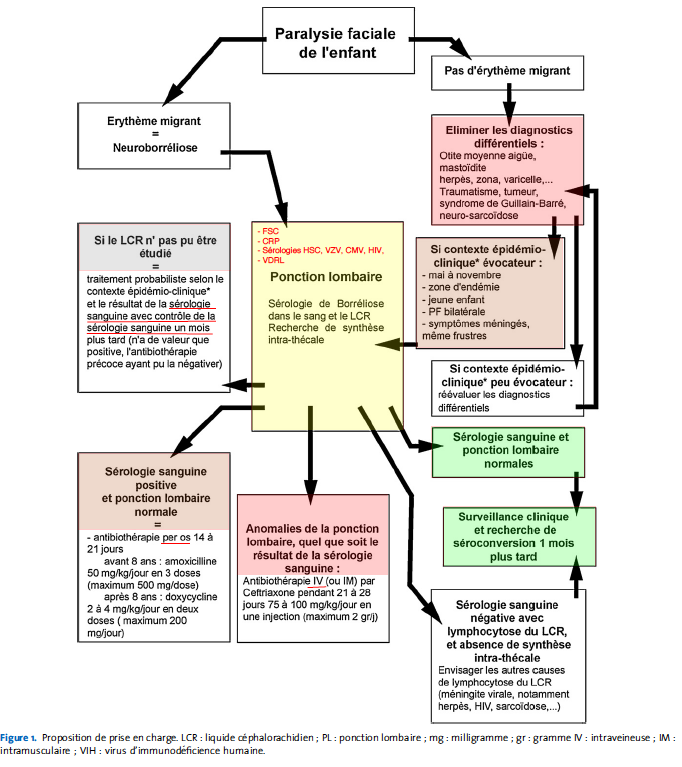 Paralysie faciale
de l'enfant
Pas d'érythème migrant
Erythème migrant
=
Neuroborréliose
Eliminer les diagnostics
différentiels :
Otite moyenne aigüe,
mastoïdite
herpès, zona, varicelle,...
Traumatisme, tumeur,
syndrome de Guillain-Barré,
neuro-sarcoïdose
Si le LCR n' pas pu être
étudié
=
traitement probabiliste selon le
contexte épidémio-clinique*
et le résultat de la sérologie
sanguine avec contrôle de la
sérologie sanguine un mois
plus tard (n'a de valeur que
positive, l'antibiothérapie
précoce ayant pu la négativer)
- FSC
- CRP
- Sérologies HSC, VZV, CMV, HIV,
- VDRL
Ponction lombaire
Sérologie de Borréliose
dans le sang et le LCR
Recherche de synthèse
intra-thécale
Si contexte épidémio-
clinique* évocateur :
- mai à novembre
- zone d'endémie
- jeune enfant
- PF bilatérale
- symptômes méningés,
même frustres
Si contexte épidémio-
clinique* peu évocateur :
réévaluer les diagnostics
différentiels
Sérologie sanguine et
ponction lombaire
normales
Surveillance clinique
et recherche de
séroconversion 1 mois
plus tard
Sérologie sanguine
positive
et ponction lombaire
normale
=
- antibiothérapie per os 14 à
21 jours
avant 8 ans : amoxicilline
50 mg/kg/jour en 3 doses
(maximum 500 mg/dose)
après 8 ans : doxycycline
2 à 4 mg/kg/jour en deux
doses ( maximum 200
mg/jour)
Anomalies de la ponction
lombaire, quel que soit le
résultat de la sérologie
sanguine :
Antibiothérapie IV (ou IM) par
Ceftriaxone pendant 21 à 28
jours 75 à 100 mg/kg/jour en
une injection (maximum 2 gr/j)
Sérologie sanguine
négative avec
lymphocytose du LCR,
et absence de synthèse
intra-thécale
Envisager les autres causes
de lymphocytose du LCR
(méningite virale, notamment
herpès, HIV, sarcoïdose,...)
Figure 1. Proposition de prise en charge. LCR : liquide céphalorachidien ; PL : ponction lombaire ; mg : milligramme ; gr : gramme IV : intraveineuse ; IM :
intramusculaire ; VIH : virus d'immunodéficience humaine.